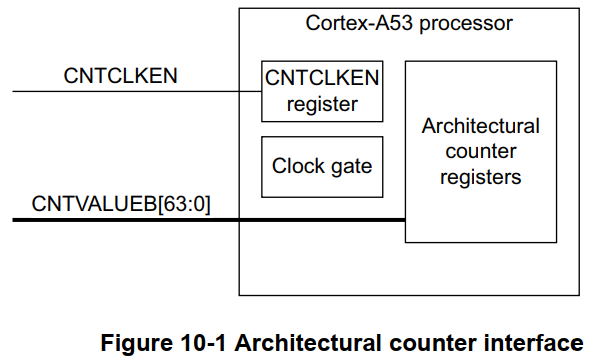 Cortex-A53 processor
CNTCLKEN
CNTCLKEN
register
Architectural
counter
registers
Clock gate
CNTVALUEB[63:0]
Figure 10-1 Architectural counter interface